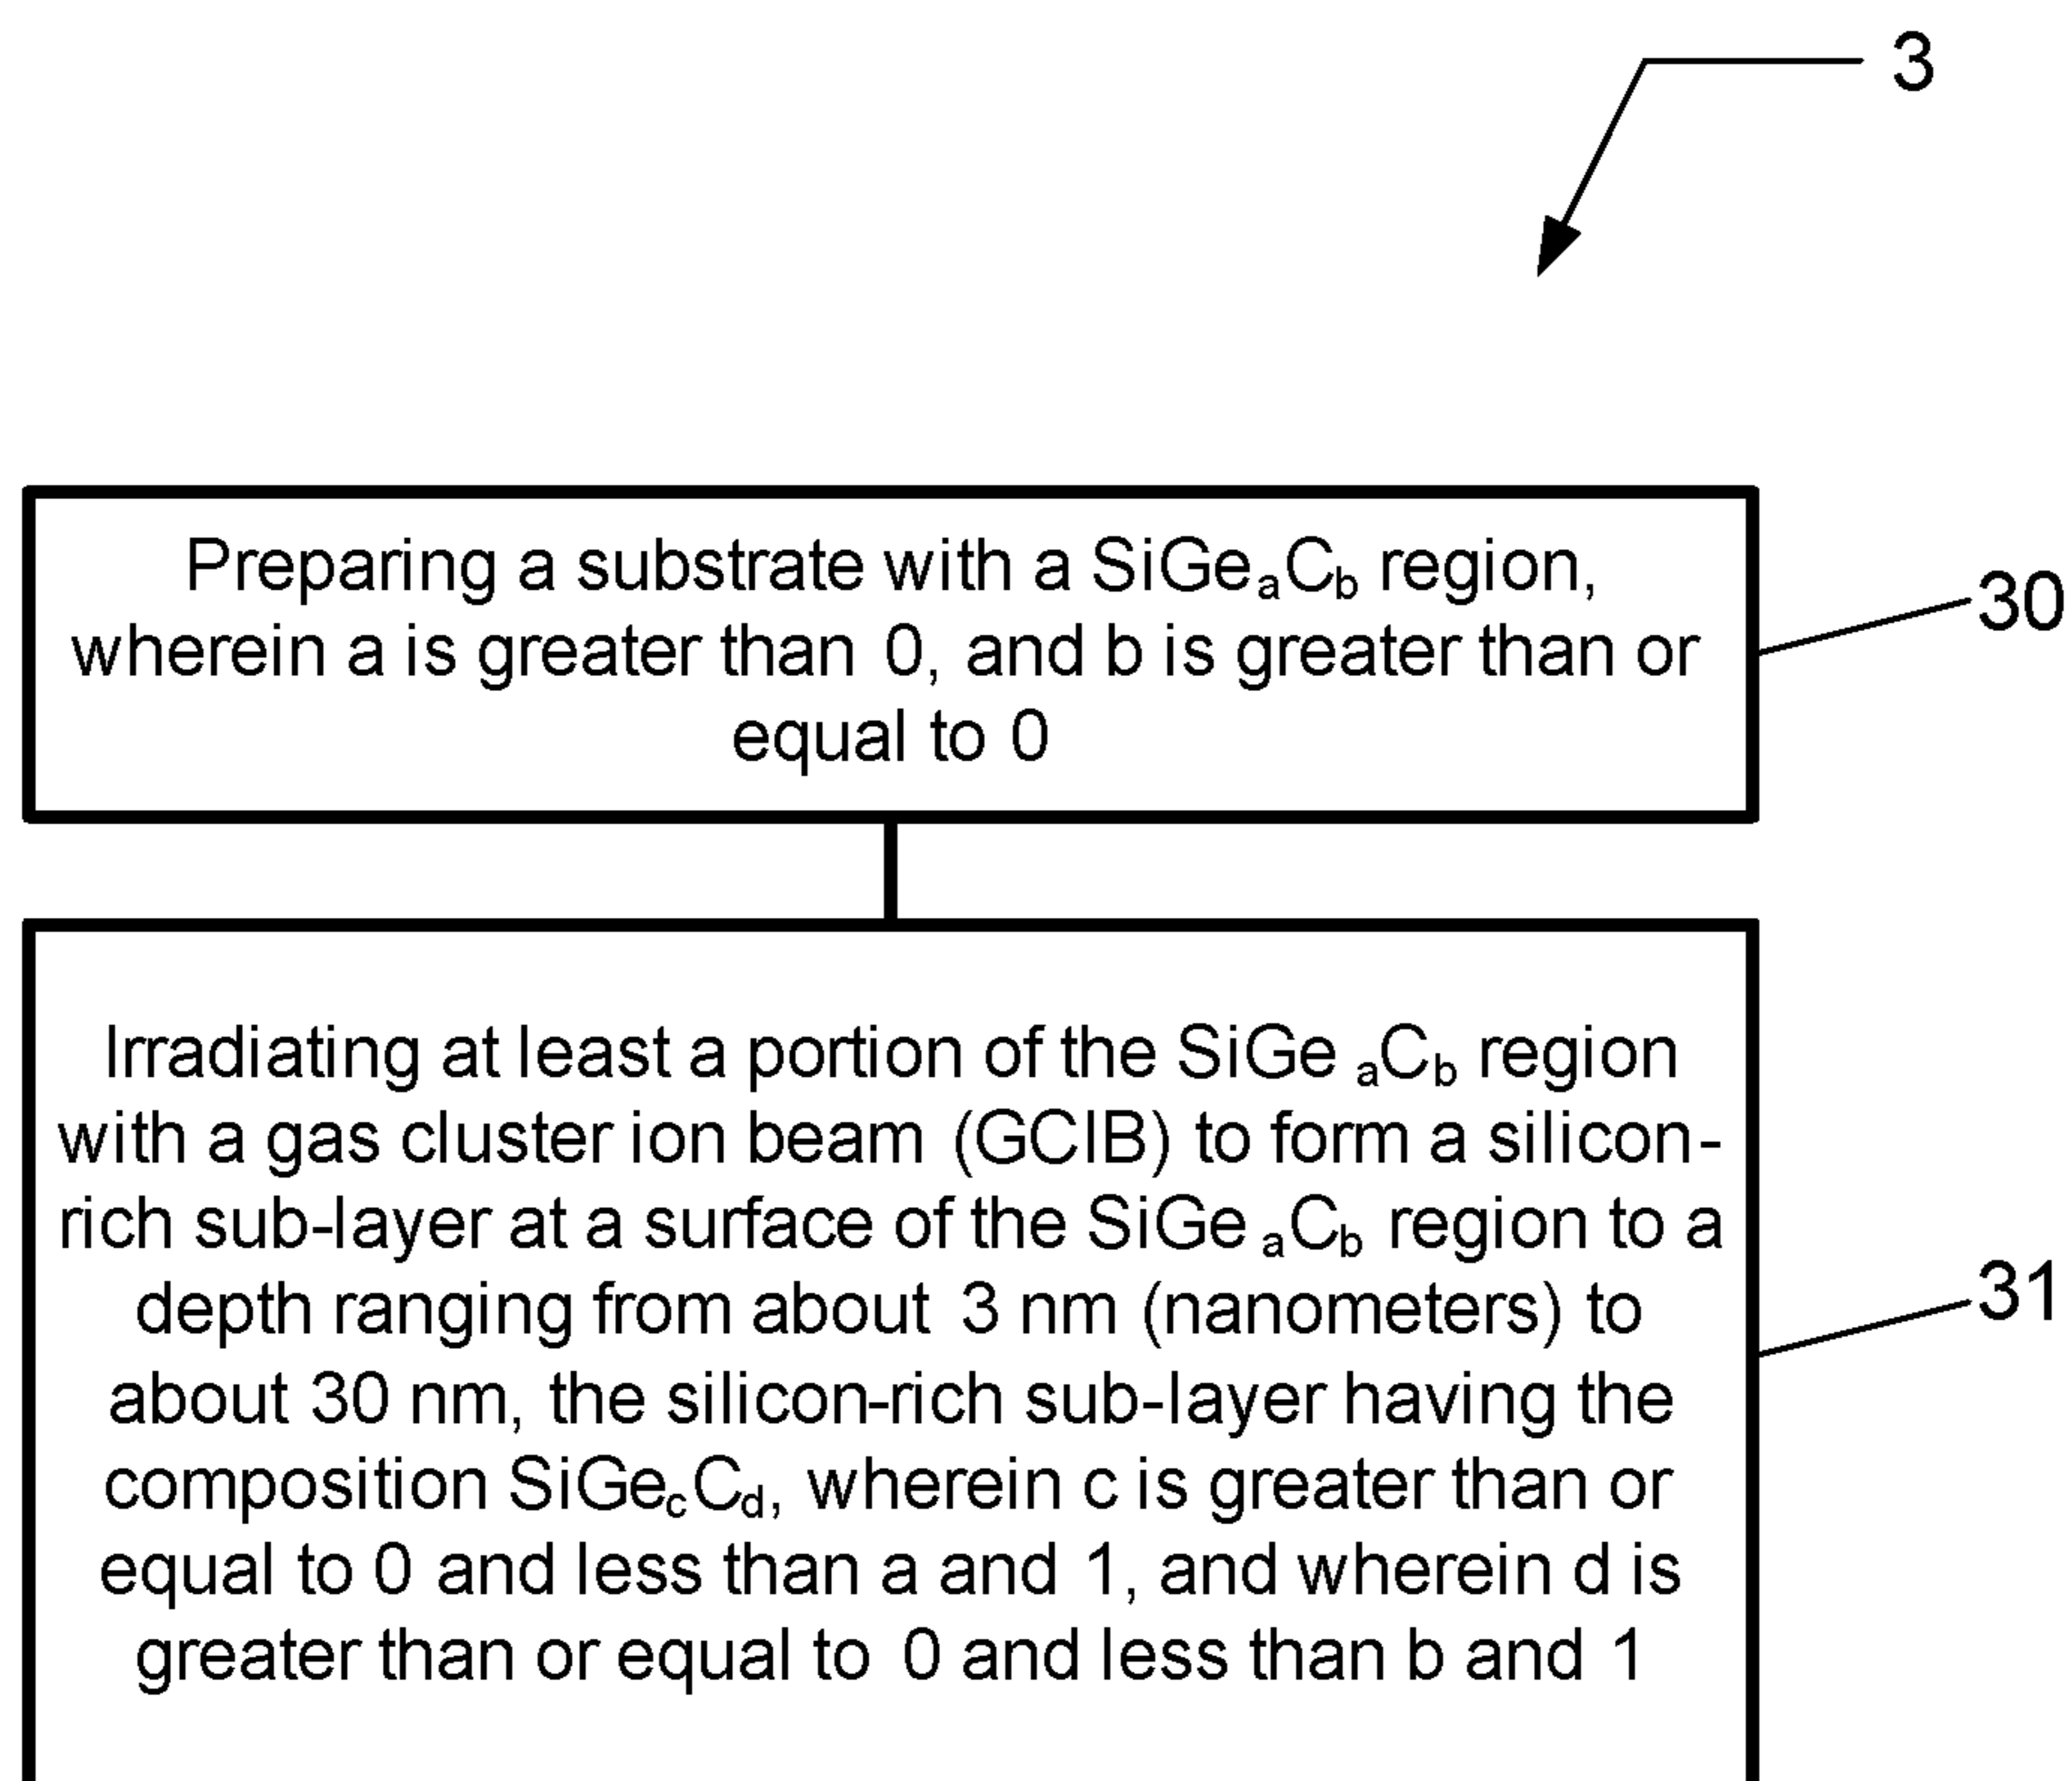 3
Preparing a substrate with a SiGeₐC_b region,
wherein a is greater than 0, and b is greater than or
equal to 0
30
Irradiating at least a portion of the SiGe ₐC_b region
with a gas cluster ion beam (GCIB) to form a silicon-
rich sub-layer at a surface of the SiGe ₐC_b region to a
depth ranging from about 3 nm (nanometers) to
about 30 nm, the silicon-rich sub-layer having the
composition SiGe_cC_d, wherein c is greater than or
equal to 0 and less than a and 1, and wherein d is
greater than or equal to 0 and less than b and 1
31